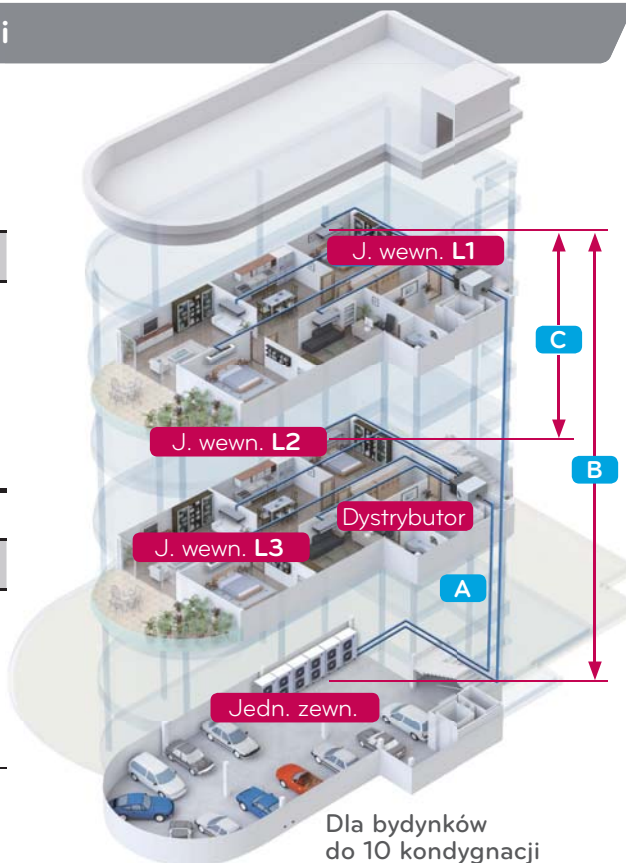 i
J. wewn. L1
C
J. wewn. L2
B
Dystrybutor
J. wewn. L3
A
Jedn. zewn.
Dla bydynków
do 10 kondygnacji